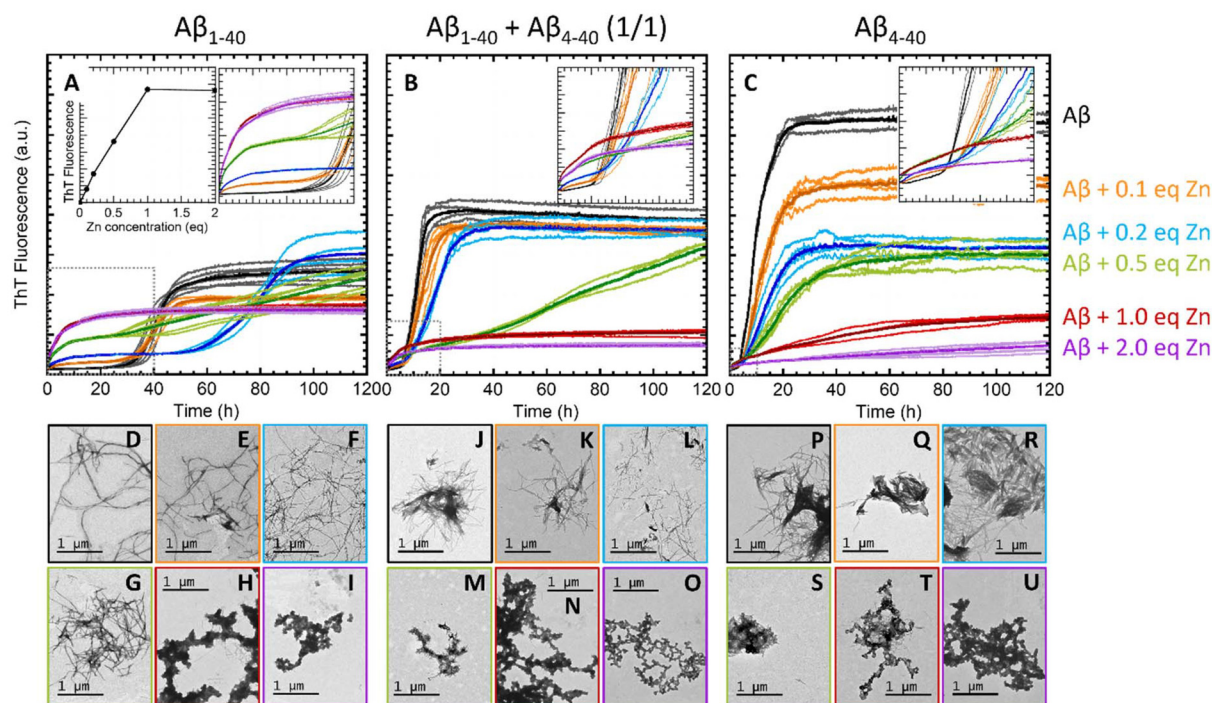 Aβ1-40
Aβ1-40 + Aβ4-40 (1/1)
Aβ4-40
ThT Fluorescence (a.u.)
A
ThT Fluorescence
0 0.5 1 1.5 2
Zn concentration (eq)
0 20 40 60 80 100 120
Time (h)
B
0 20 40 60 80 100 120
Time (h)
C
0 20 40 60 80 100 120
Time (h)
Aβ
Aβ + 0.1 eq Zn
Aβ + 0.2 eq Zn
Aβ + 0.5 eq Zn
Aβ + 1.0 eq Zn
Aβ + 2.0 eq Zn
D
1 μm
E
1 μm
F
1 μm
J
1 μm
K
1 μm
L
1 μm
P
1 μm
Q
1 μm
R
1 μm
G
1 μm
H
1 μm
I
1 μm
M
1 μm
N
1 μm
O
1 μm
S
1 μm
T
1 μm
U
1 μm